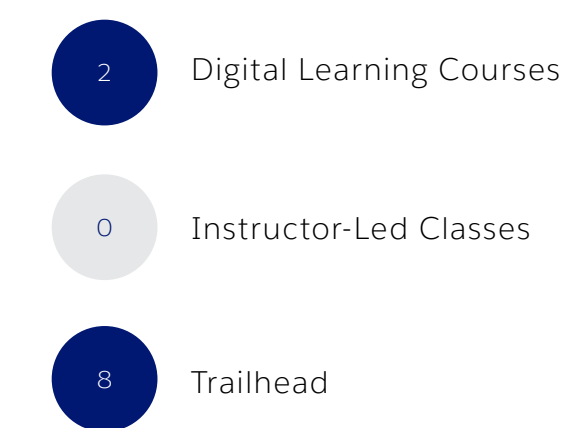 2 Digital Learning Courses
0 Instructor-Led Classes
8 Trailhead